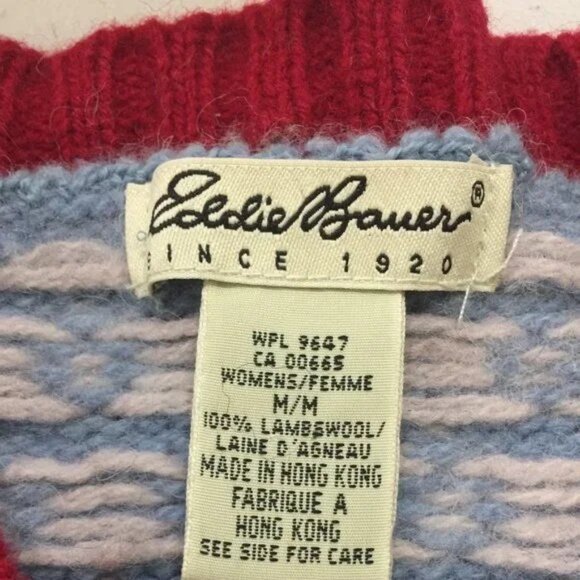 Eddie Bauer®
SINCE 1920
WPL 9647
CA 00665
WOMENS/FEMME
M/M
100% LAMBSWOOL/
LAINE D'AGNEAU
MADE IN HONG KONG
FABRIQUE A
HONG KONG
SEE SIDE FOR CARE